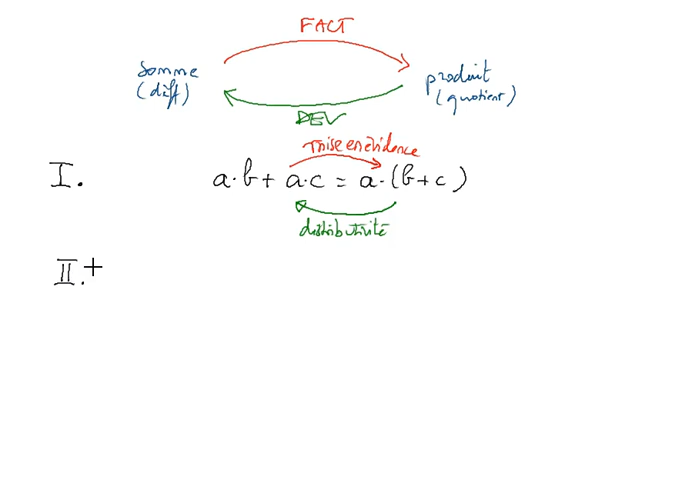 FACT
somme produit
(diff) (quotient)
DEV
mise en évidence
I. a·b + a·c = a·(b+c)
distributivité
II.